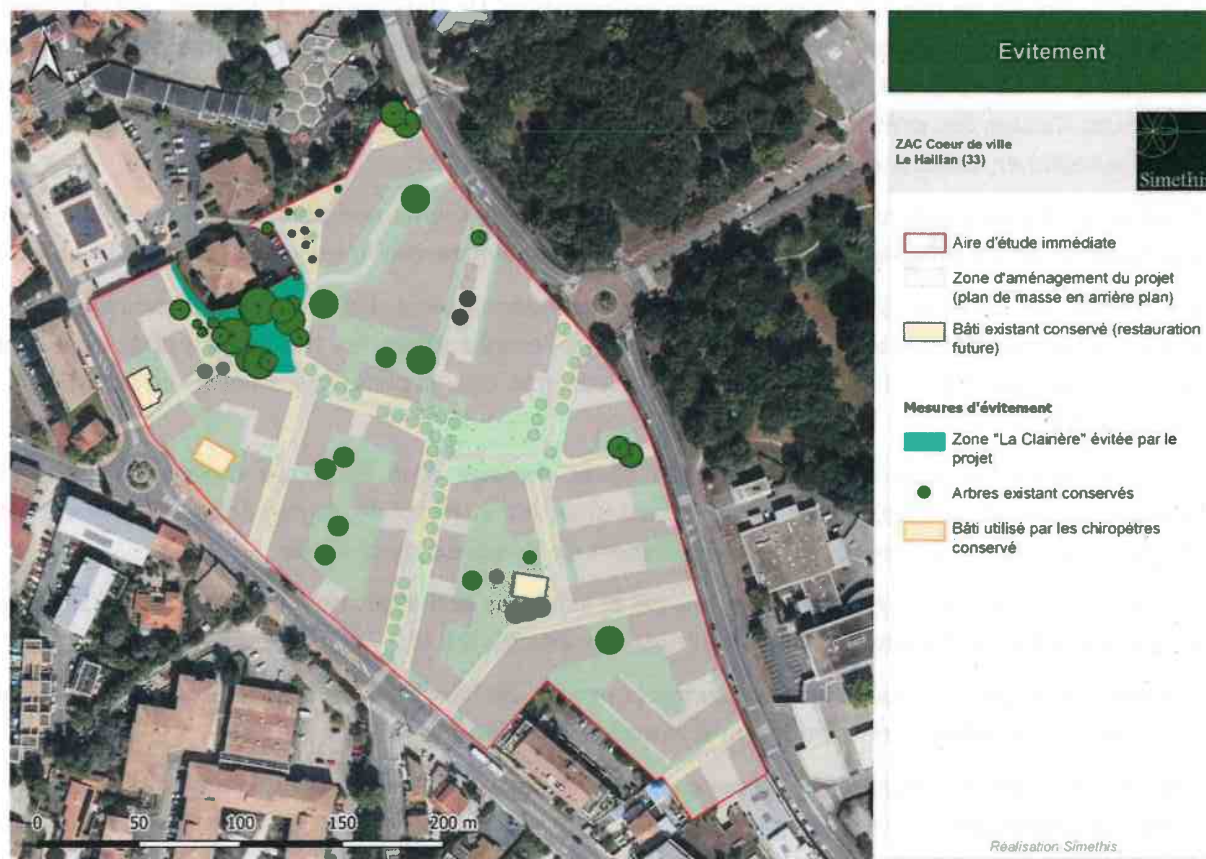 Evitement
ZAC Coeur de ville
Le Haillan (33)
Simethis
Aire d'étude immédiate
Zone d'aménagement du projet
(plan de masse en arrière plan)
Bâti existant conservé (restauration
future)
Mesures d'évitement
Zone "La Clainère" évitée par le
projet
Arbres existant conservés
Bâti utilisé par les chiropètres
conservé
0 50 100 150 200 m
Réalisation Simethis